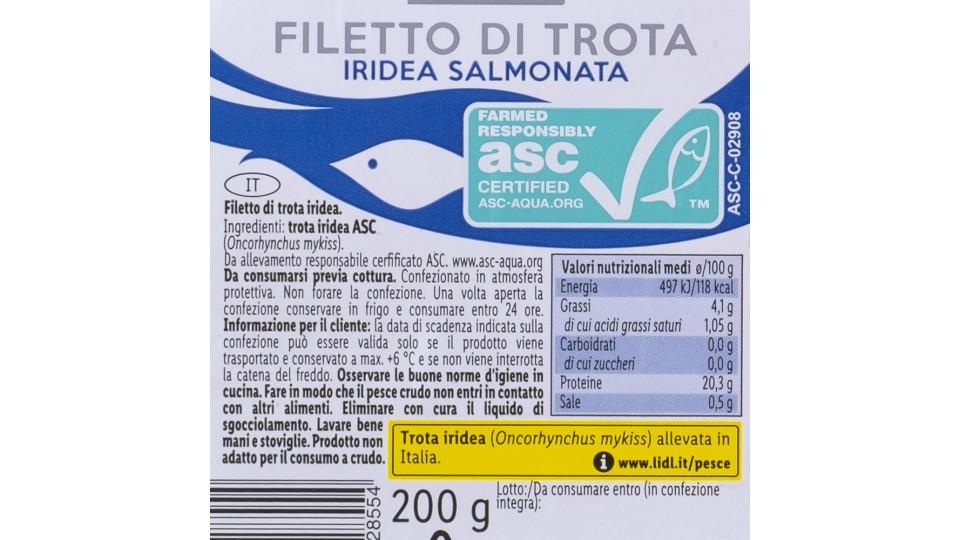 FILETTO DI TROTA
IRIDEA SALMONATA
FARMED
RESPONSIBLY
asc
CERTIFIED
ASC-AQUA.ORG
TM
ASC-C-02908
IT
Filetto di trota iridea.
Ingredienti: trota iridea ASC
(Oncorhynchus mykiss).
Da allevamento responsabile cerfificato ASC. www.asc-aqua.org
Da consumarsi previa cottura. Confezionato in atmosfera
protettiva. Non forare la confezione. Una volta aperta la
confezione conservare in frigo e consumare entro 24 ore.
Informazione per il cliente: la data di scadenza indicata sulla
confezione può essere valida solo se il prodotto viene
trasportato e conservato a max. +6 °C e se non viene interrotta
la catena del freddo. Osservare le buone norme d'igiene in
cucina. Fare in modo che il pesce crudo non entri in contatto
con altri alimenti. Eliminare con cura il liquido di
sgocciolamento. Lavare bene
mani e stoviglie. Prodotto non
adatto per il consumo a crudo.
Valori nutrizionali medi ø/100 g
Energia 497 kJ/118 kcal
Grassi 4,1 g
di cui acidi grassi saturi 1,05 g
Carboidrati 0,0 g
di cui zuccheri 0,0 g
Proteine 20,3 g
Sale 0,5 g
Trota iridea (Oncorhynchus mykiss) allevata in
Italia.
i www.lidl.it/pesce
28554
200 g
Lotto:/Da consumare entro (in confezione
integra):